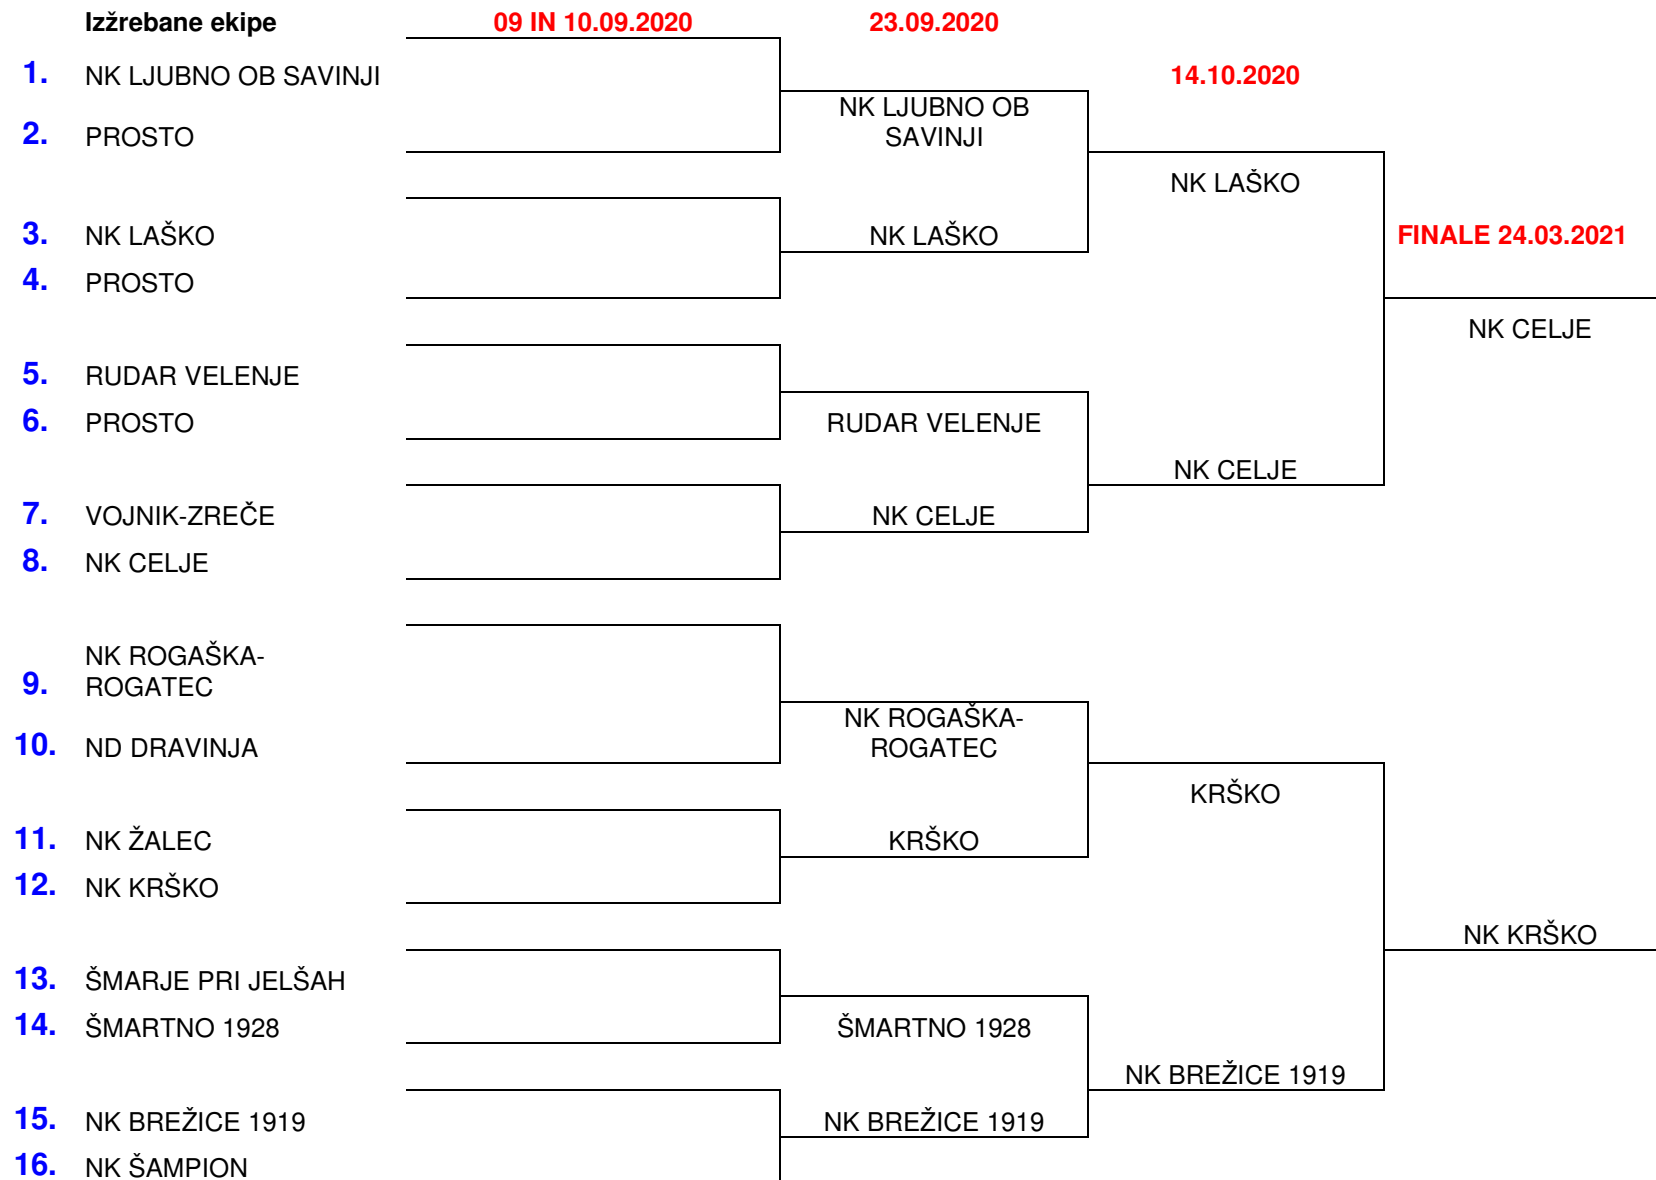 Izžrebane ekipe 09 IN 10.09.2020 23.09.2020
1. NK LJUBNO OB SAVINJI 14.10.2020
NK LJUBNO OB
SAVINJI
2. PROSTO
NK LAŠKO
3. NK LAŠKO NK LAŠKO FINALE 24.03.2021
4. PROSTO
NK CELJE
5. RUDAR VELENJE
6. PROSTO RUDAR VELENJE
NK CELJE
7. VOJNIK-ZREČE NK CELJE
8. NK CELJE
NK ROGAŠKA-
9. ROGATEC
NK ROGAŠKA-
ROGATEC
10. ND DRAVINJA
KRŠKO
11. NK ŽALEC KRŠKO
12. NK KRŠKO
NK KRŠKO
13. ŠMARJE PRI JELŠAH
14. ŠMARTNO 1928 ŠMARTNO 1928
NK BREŽICE 1919
15. NK BREŽICE 1919 NK BREŽICE 1919
16. NK ŠAMPION